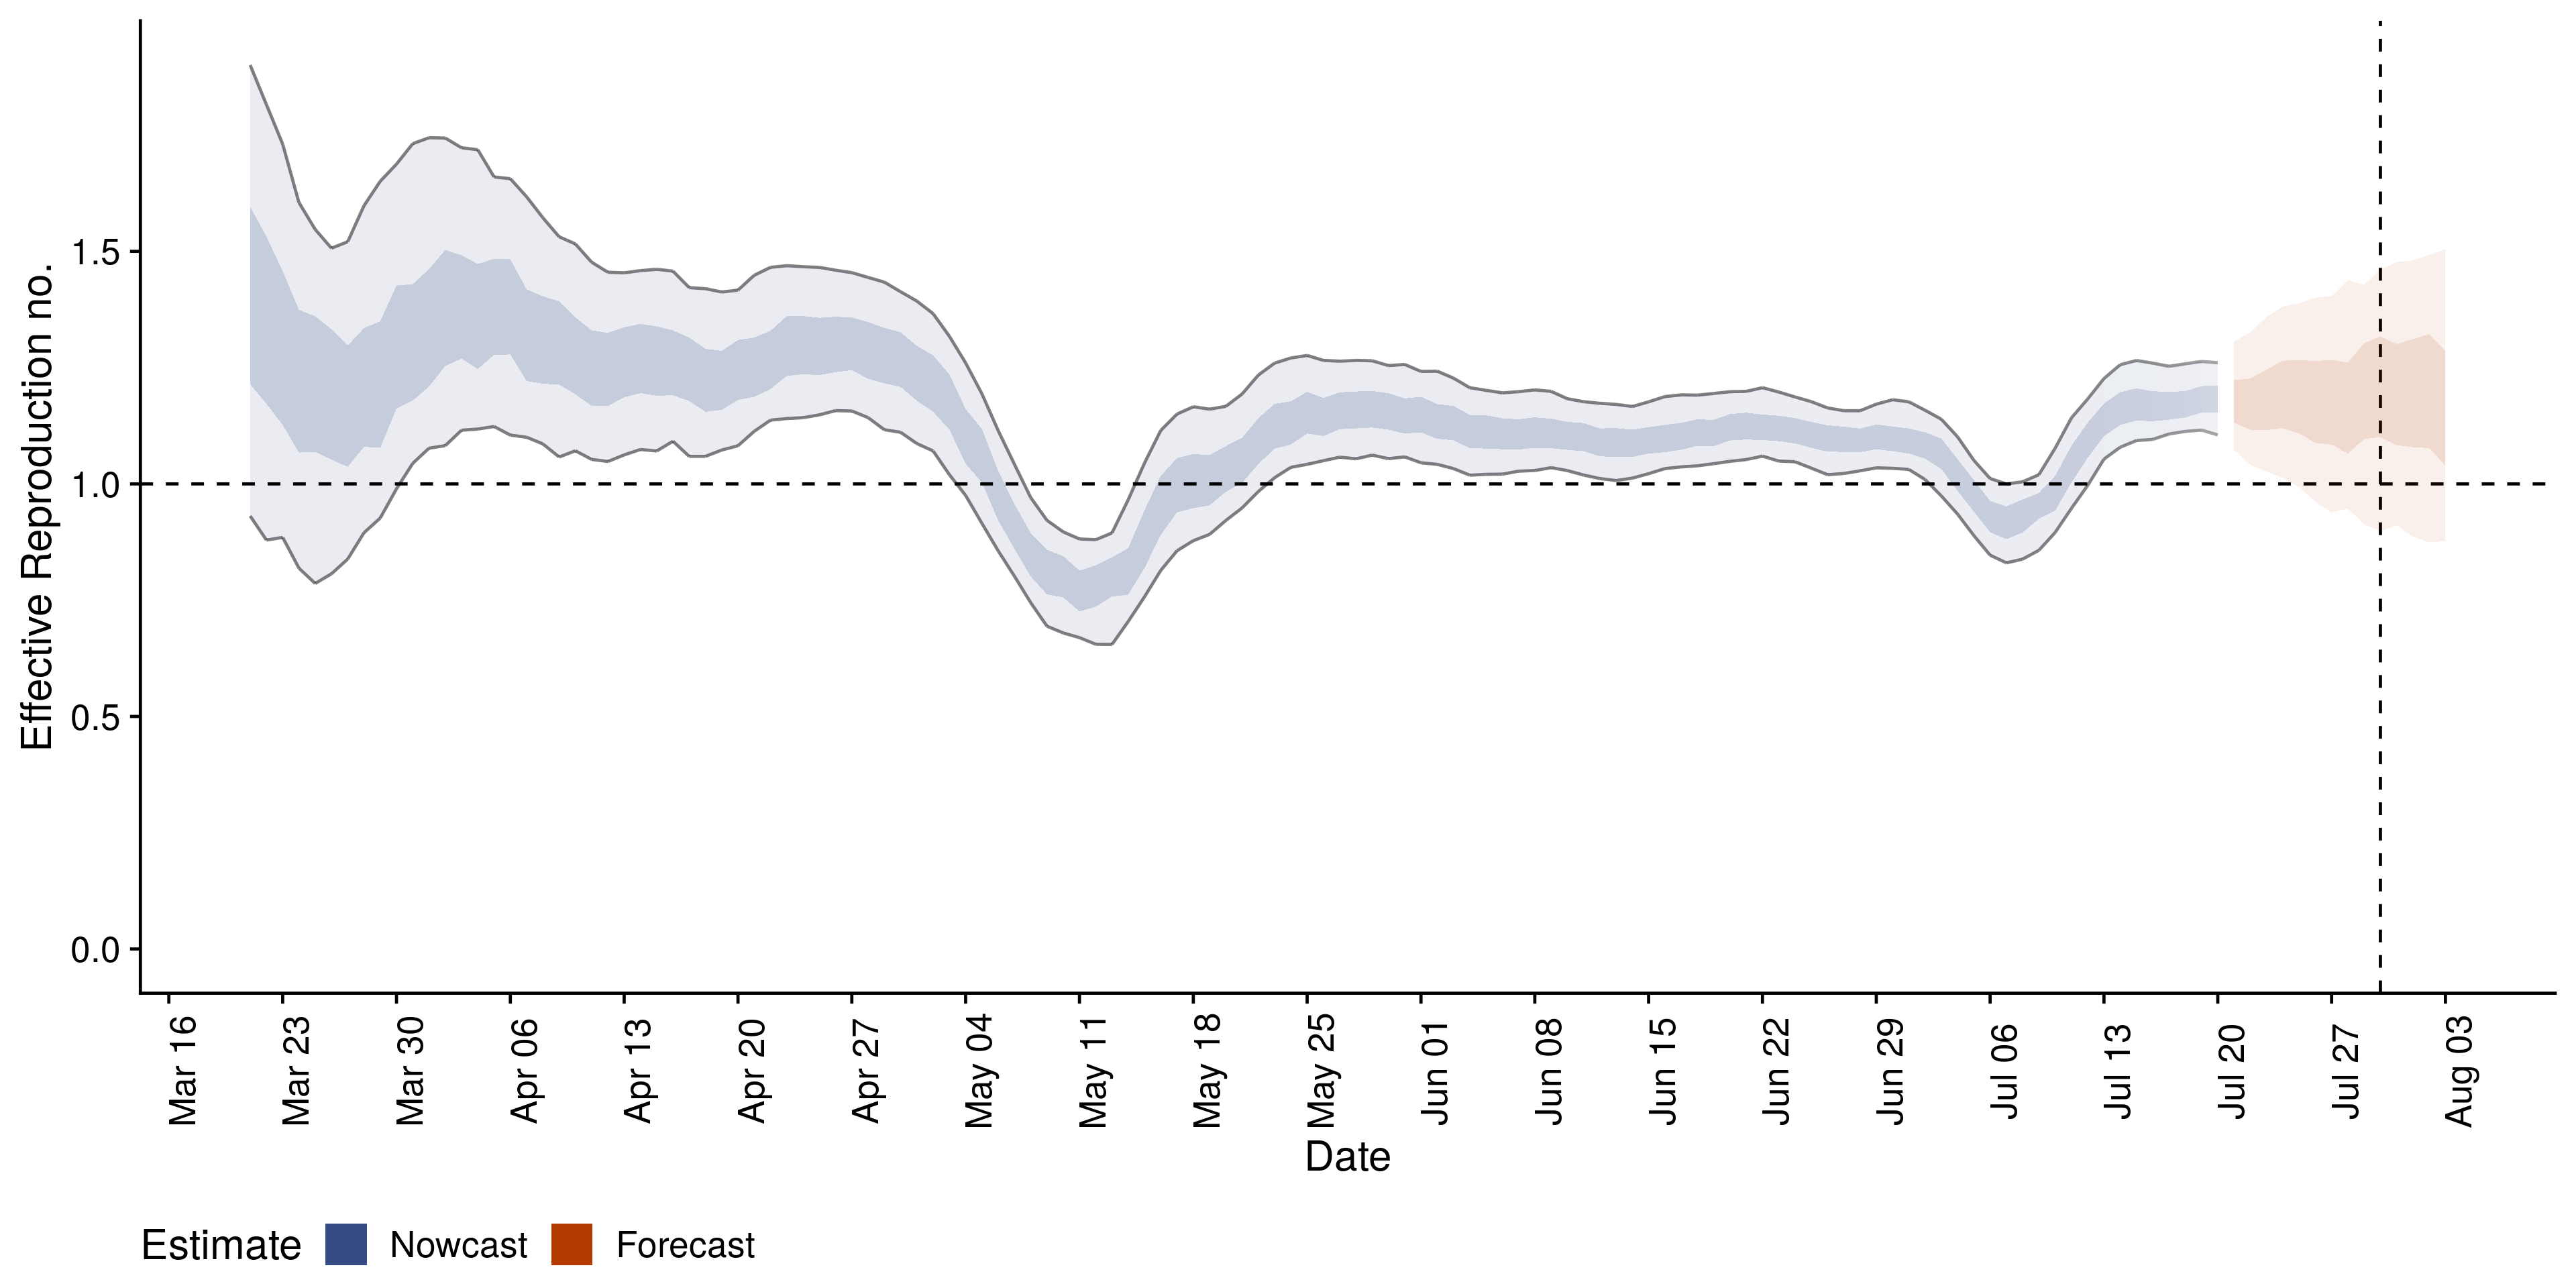 Effective Reproduction no.
1.5
1.0
0.5
0.0
Mar 16
Mar 23
Mar 30
Apr 06
Apr 13
Apr 20
Apr 27
May 04
May 11
May 18
May 25
Jun 01
Jun 08
Jun 15
Jun 22
Jun 29
Jul 06
Jul 13
Jul 20
Jul 27
Aug 03
Date
Estimate Nowcast Forecast